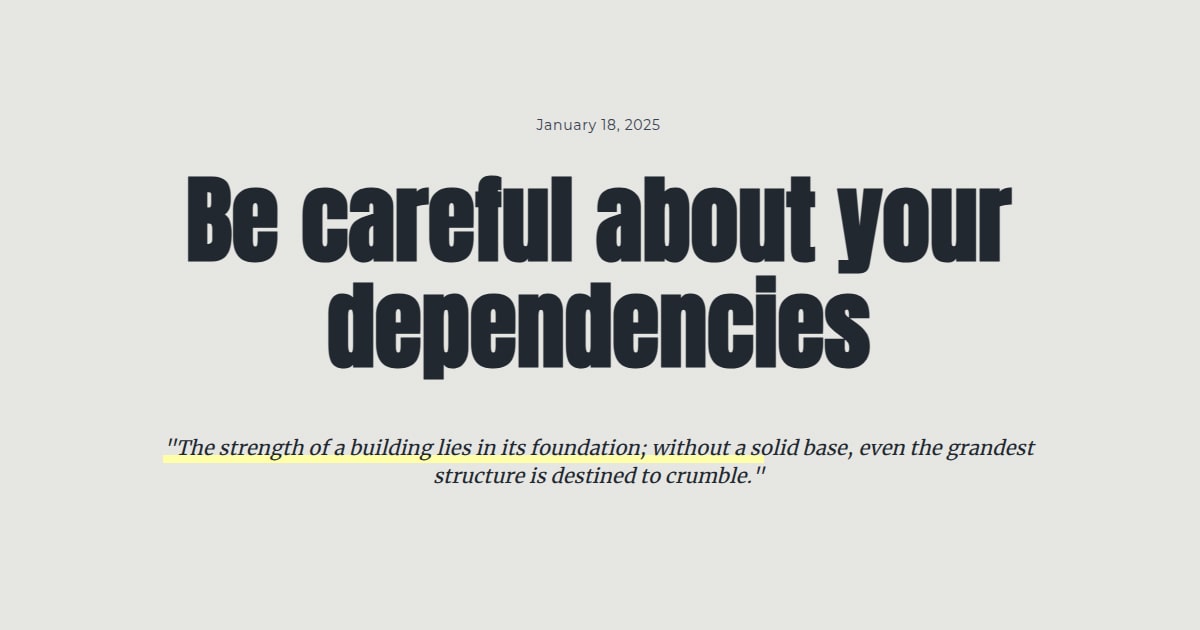 January 18, 2025
Be careful about your
dependencies
"The strength of a building lies in its foundation; without a solid base, even the grandest
structure is destined to crumble."